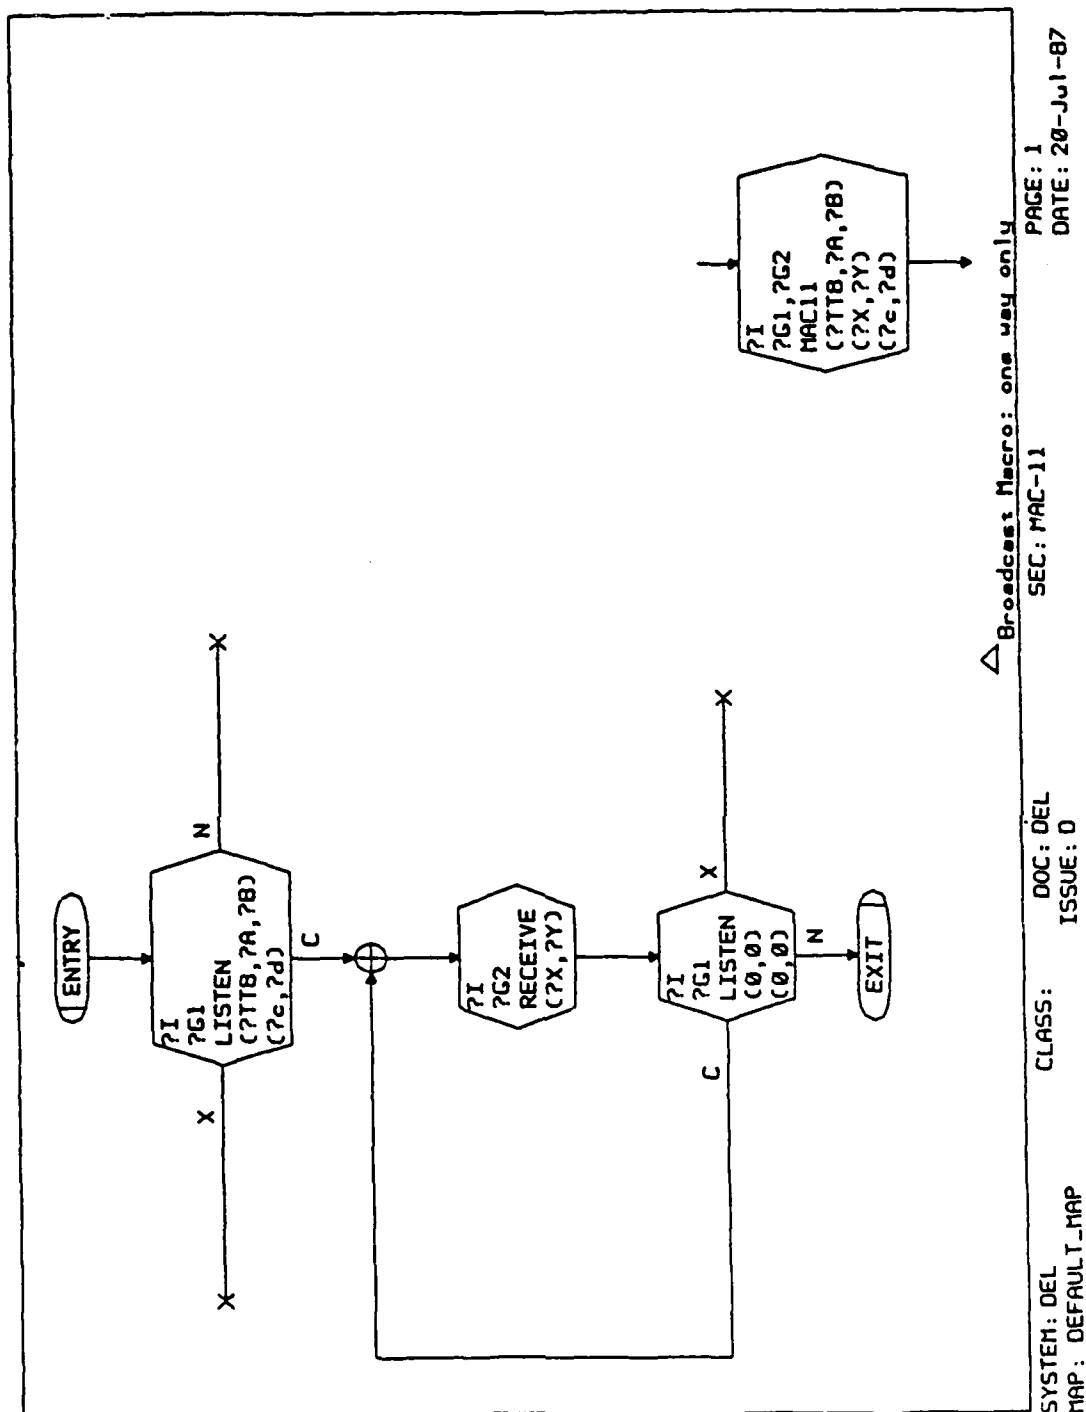 ENTRY
?I
?G1
LISTEN
(?TTB,?A,?B)
(?c,?d)
X
N
X
X
C
?I
?G2
RECEIVE
(?X,?Y)
?I
?G1
LISTEN
(0,0)
(0,0)
C
X
X
N
EXIT
?I
?G1,?G2
MAC11
(?TTB,?A,?B)
(?X,?Y)
(?c,?d)
Broadcast Macro: one way only
SYSTEM: DEL
CLASS:
DOC: DEL
SEC: MAC-11
PAGE: 1
MAP: DEFAULT_MAP
ISSUE: D
DATE: 20-Jul-87